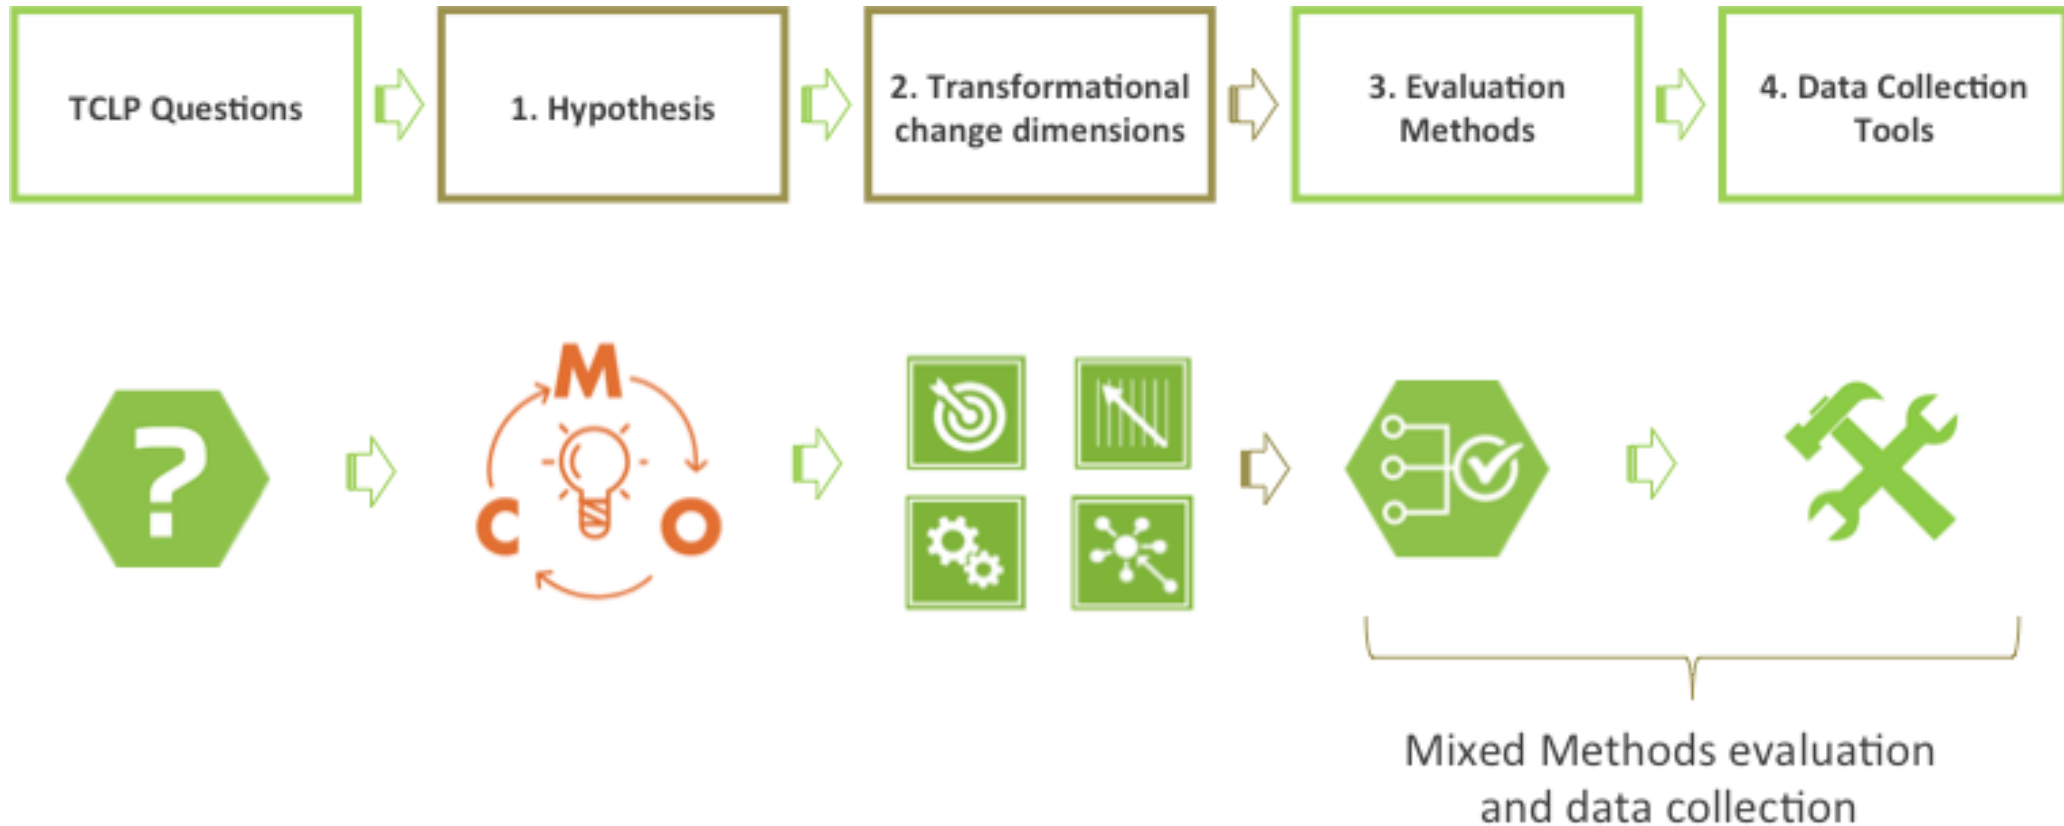 TCLP Questions
1. Hypothesis
2. Transformational
change dimensions
3. Evaluation
Methods
4. Data Collection
Tools
?
M
C
O
Mixed Methods evaluation
and data collection